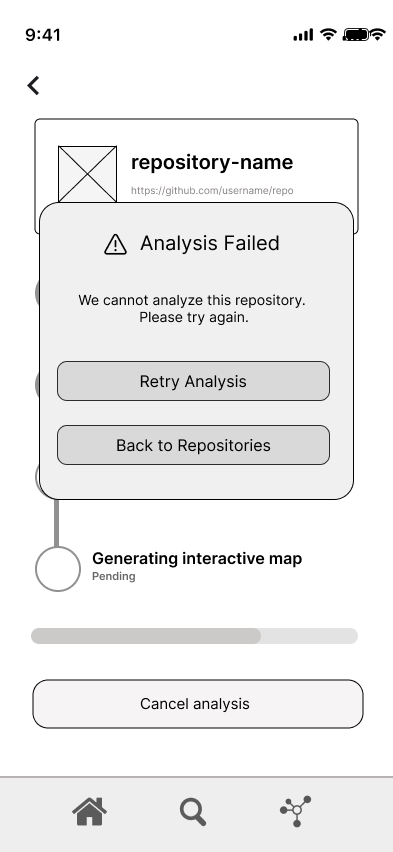 9:41
repository-name
https://github.com/username/repo
Analysis Failed
We cannot analyze this repository.
Please try again.
Retry Analysis
Back to Repositories
Generating interactive map
Pending
Cancel analysis